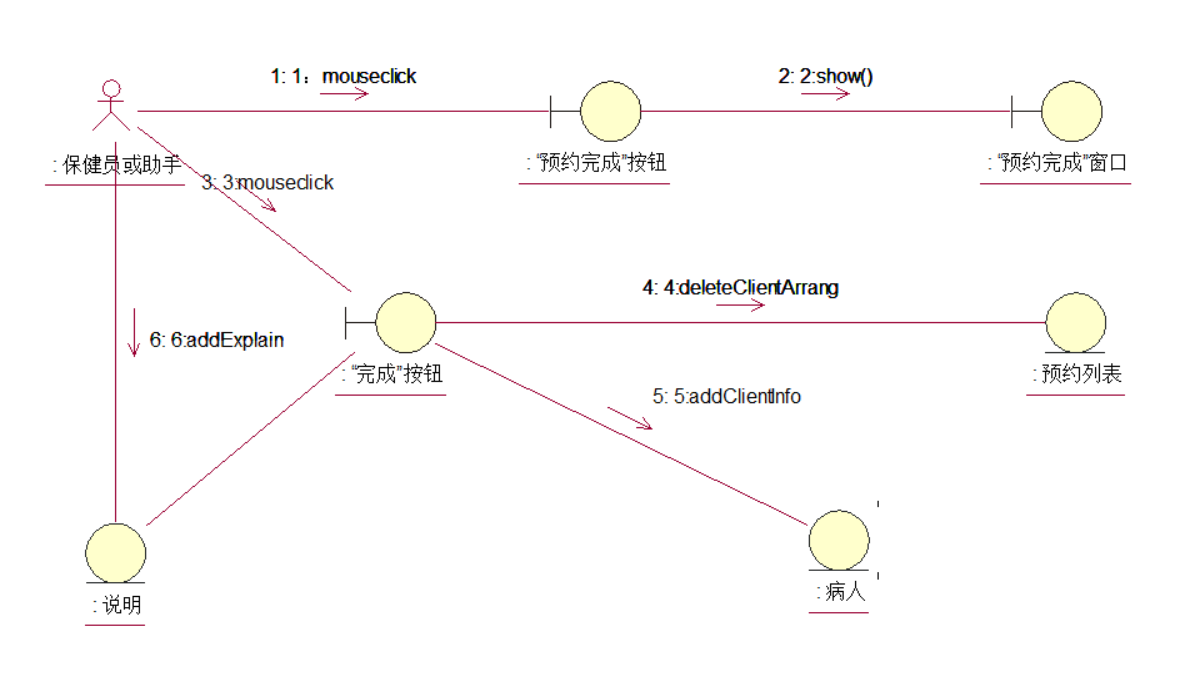 1: 1：mouseclick
2: 2:show()
: 保健员或助手
: “预约完成”按钮
: “预约完成”窗口
3: 3:mouseclick
4: 4:deleteClientArrang
6: 6:addExplain
: “完成”按钮
: 预约列表
5: 5:addClientInfo
: 说明
: 病人